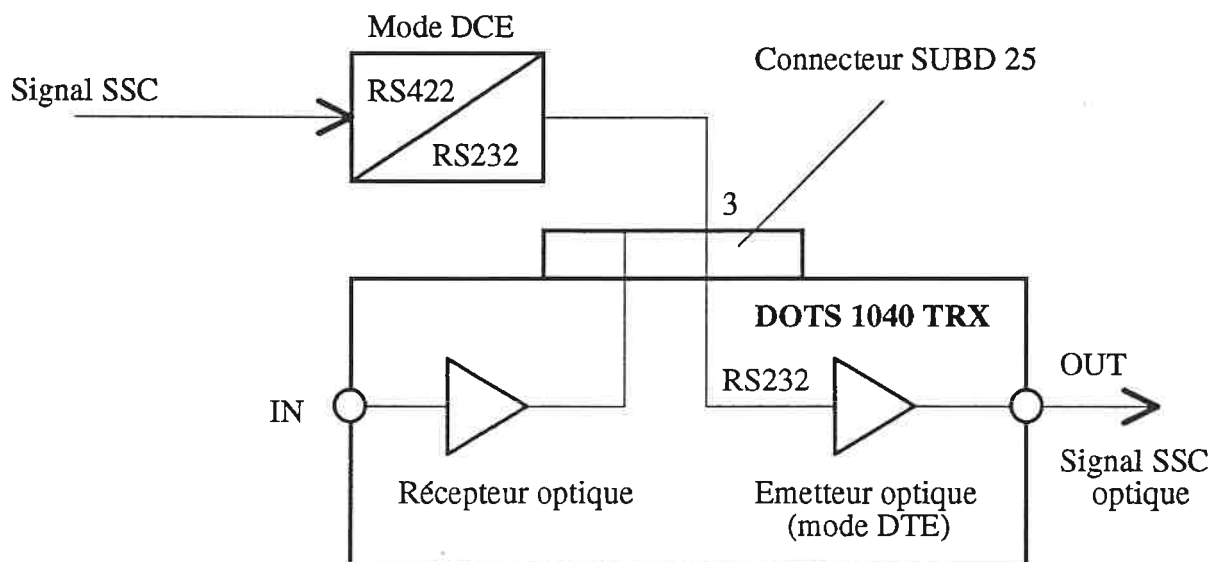 Mode DCE
Connecteur SUBD 25
Signal SSC
RS422
RS232
3
DOTS 1040 TRX
OUT
RS232
IN
Récepteur optique
Emetteur optique
(mode DTE)
Signal SSC
optique